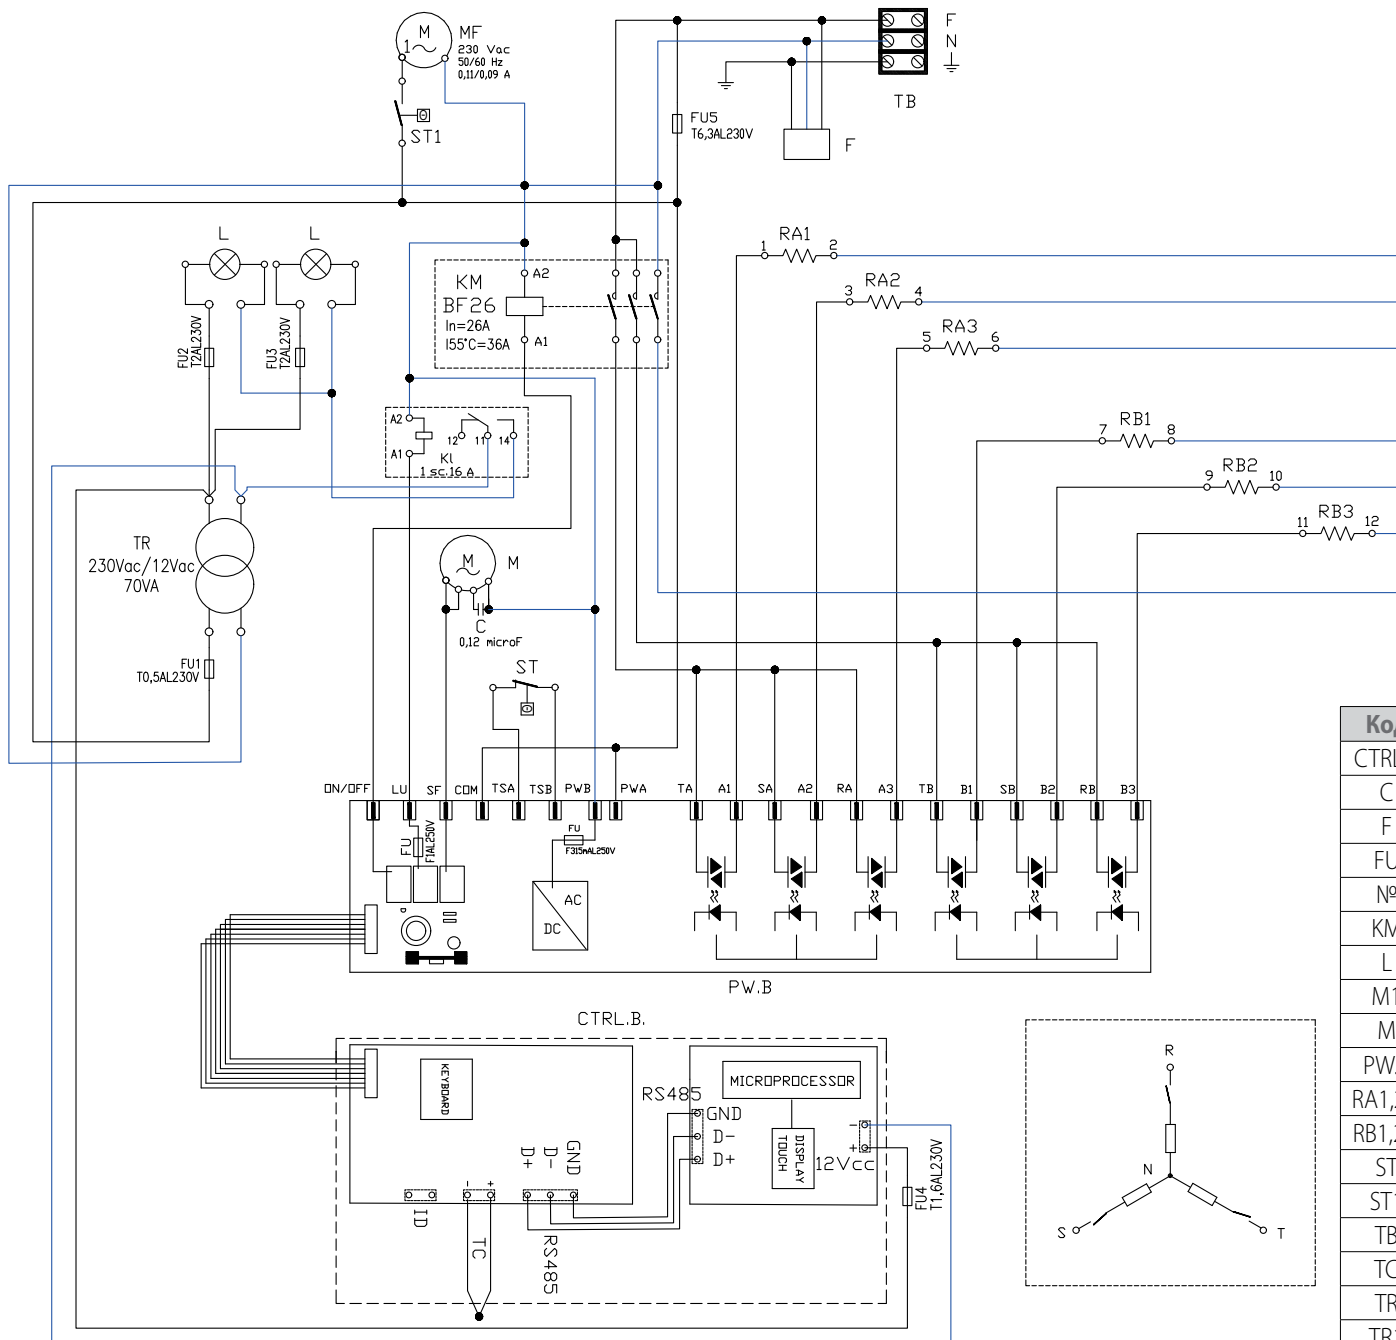 M
1
MF
230 Vac
50/60 Hz
0,11/0,09 A
ST1
F
N
TB
FU5
T6,3AL230V
F
L
L
FU2
T2AL230V
FU3
T2AL230V
KM
BF26
In=26A
I55°C=36A
A2
A1
RA1
1 2
RA2
3 4
RA3
5 6
RB1
7 8
RB2
9 10
RB3
11 12
A2
A1
12 11 14
KL
1 sc.16 A
TR
230Vac/12Vac
70VA
FU1
T0,5AL230V
M
M
C
0,12 microF
ST
ON/OFF LU SF COM TSA TSB PWB PWA TA A1 SA A2 RA A3 TB B1 SB B2 RB B3
FU
F1AL250V
FU
F315mAL250V
AC
DC
PW.B
CTRL.B.
KEYBOARD
RS485
MICROPROCESSOR
GND
D-
D+
DISPLAY
TOUCH
-
+
12Vcc
FU4
T1,6AL230V
D+
D-
GND
- +
ID
TC
RS485
R
N
S
T
Код
CTRL
C
F
FU
Nº
KM
L
M1
M
PW.
RA1,2
RB1,2
ST
ST1
TB
TC
TR